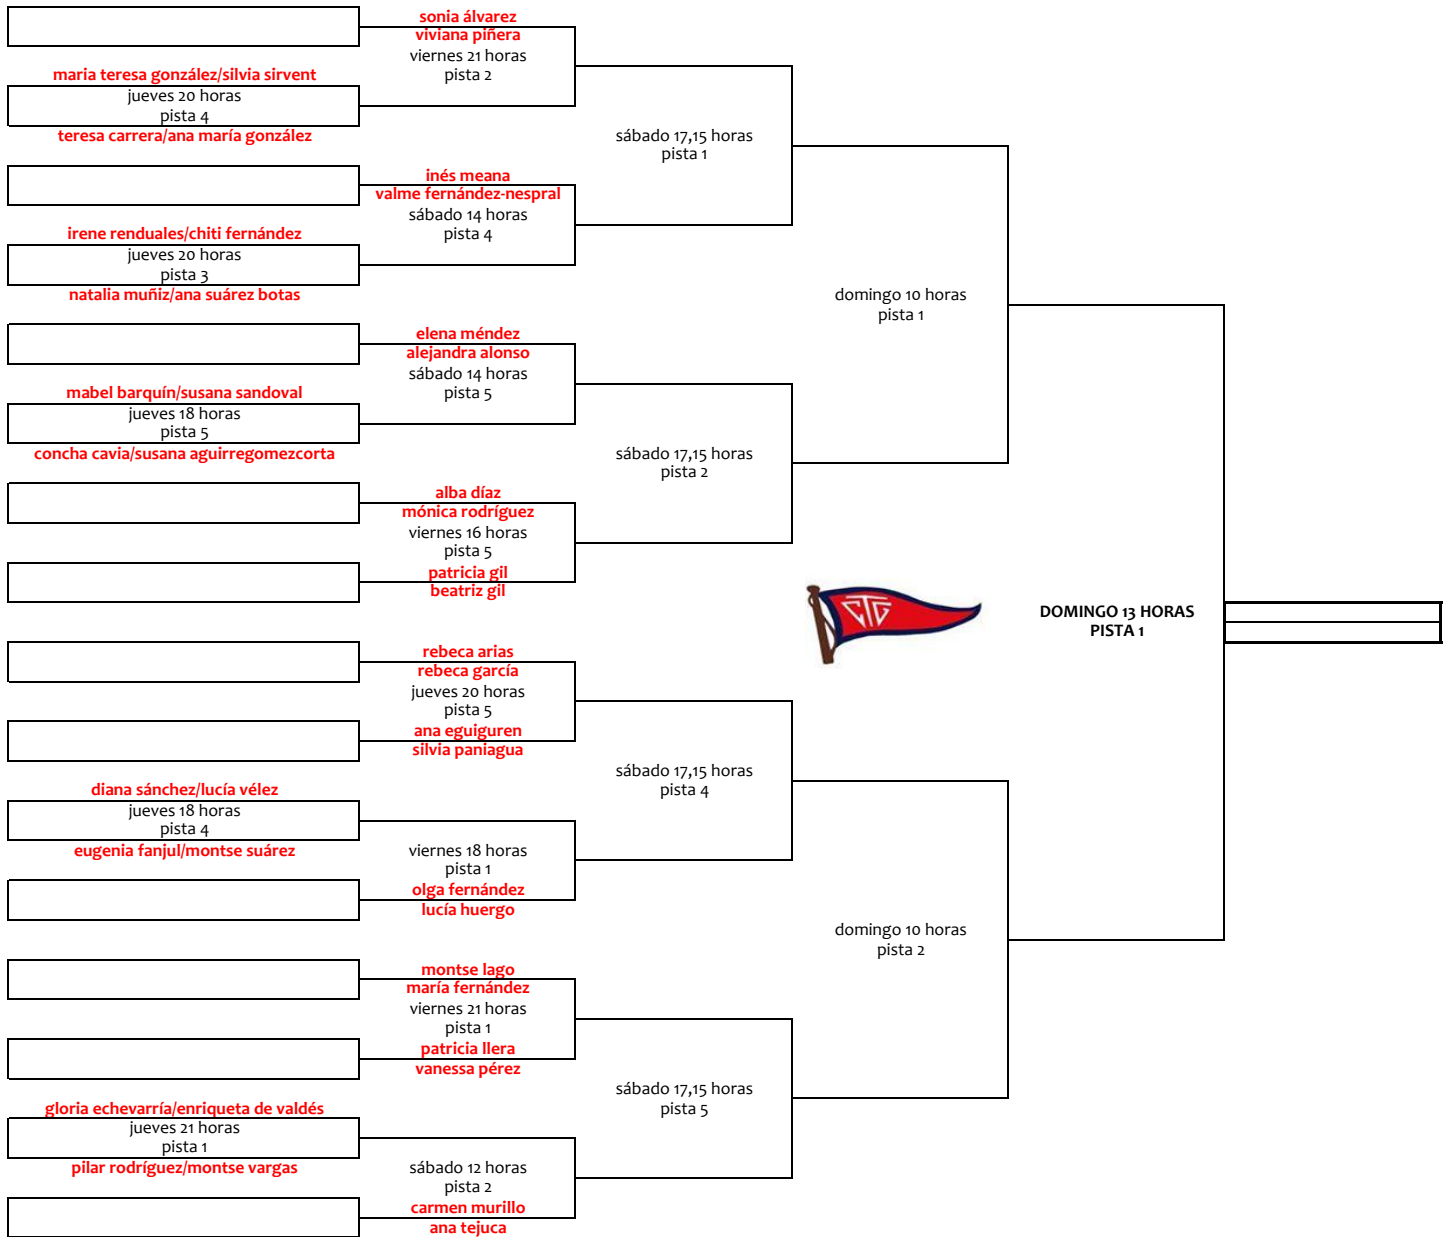 sonia álvarez
viviana piñera
viernes 21 horas
pista 2
maria teresa gonzález/silvia sirvent
jueves 20 horas
pista 4
teresa carrera/ana maría gonzález
sábado 17,15 horas
pista 1
inés meana
valme fernández-nespral
sábado 14 horas
pista 4
irene renduales/chiti fernández
jueves 20 horas
pista 3
natalia muñiz/ana suárez botas
domingo 10 horas
pista 1
elena méndez
alejandra alonso
sábado 14 horas
pista 5
mabel barquín/susana sandoval
jueves 18 horas
pista 5
concha cavia/susana aguirregomezcorta
sábado 17,15 horas
pista 2
alba díaz
mónica rodríguez
viernes 16 horas
pista 5
patricia gil
beatriz gil
CTG
DOMINGO 13 HORAS
PISTA 1
rebeca arias
rebeca garcía
jueves 20 horas
pista 5
ana eguiguren
silvia paniagua
sábado 17,15 horas
pista 4
diana sánchez/lucía vélez
jueves 18 horas
pista 4
eugenia fanjul/montse suárez
viernes 18 horas
pista 1
olga fernández
lucía huergo
domingo 10 horas
pista 2
montse lago
maría fernández
viernes 21 horas
pista 1
patricia llera
vanessa pérez
sábado 17,15 horas
pista 5
gloria echevarría/enriqueta de valdés
jueves 21 horas
pista 1
pilar rodríguez/montse vargas
sábado 12 horas
pista 2
carmen murillo
ana tejuca